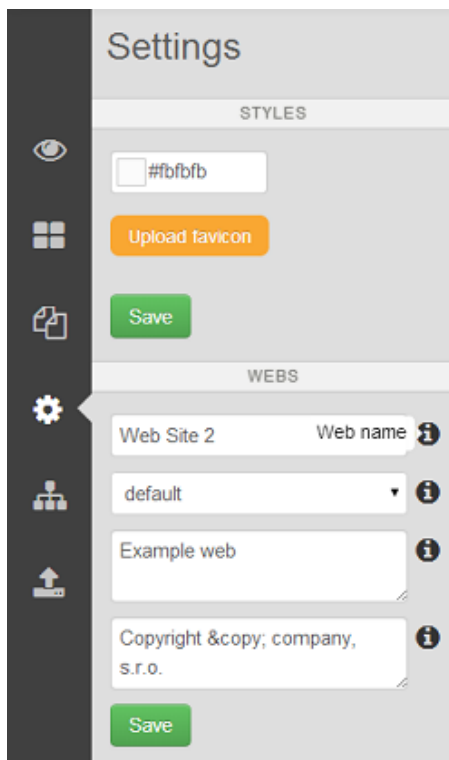 Settings
STYLES
#fbfbfb
Upload favicon
Save
WEBS
Web Site 2 Web name
default
Example web
Copyright &copy; company,
s.r.o.
Save